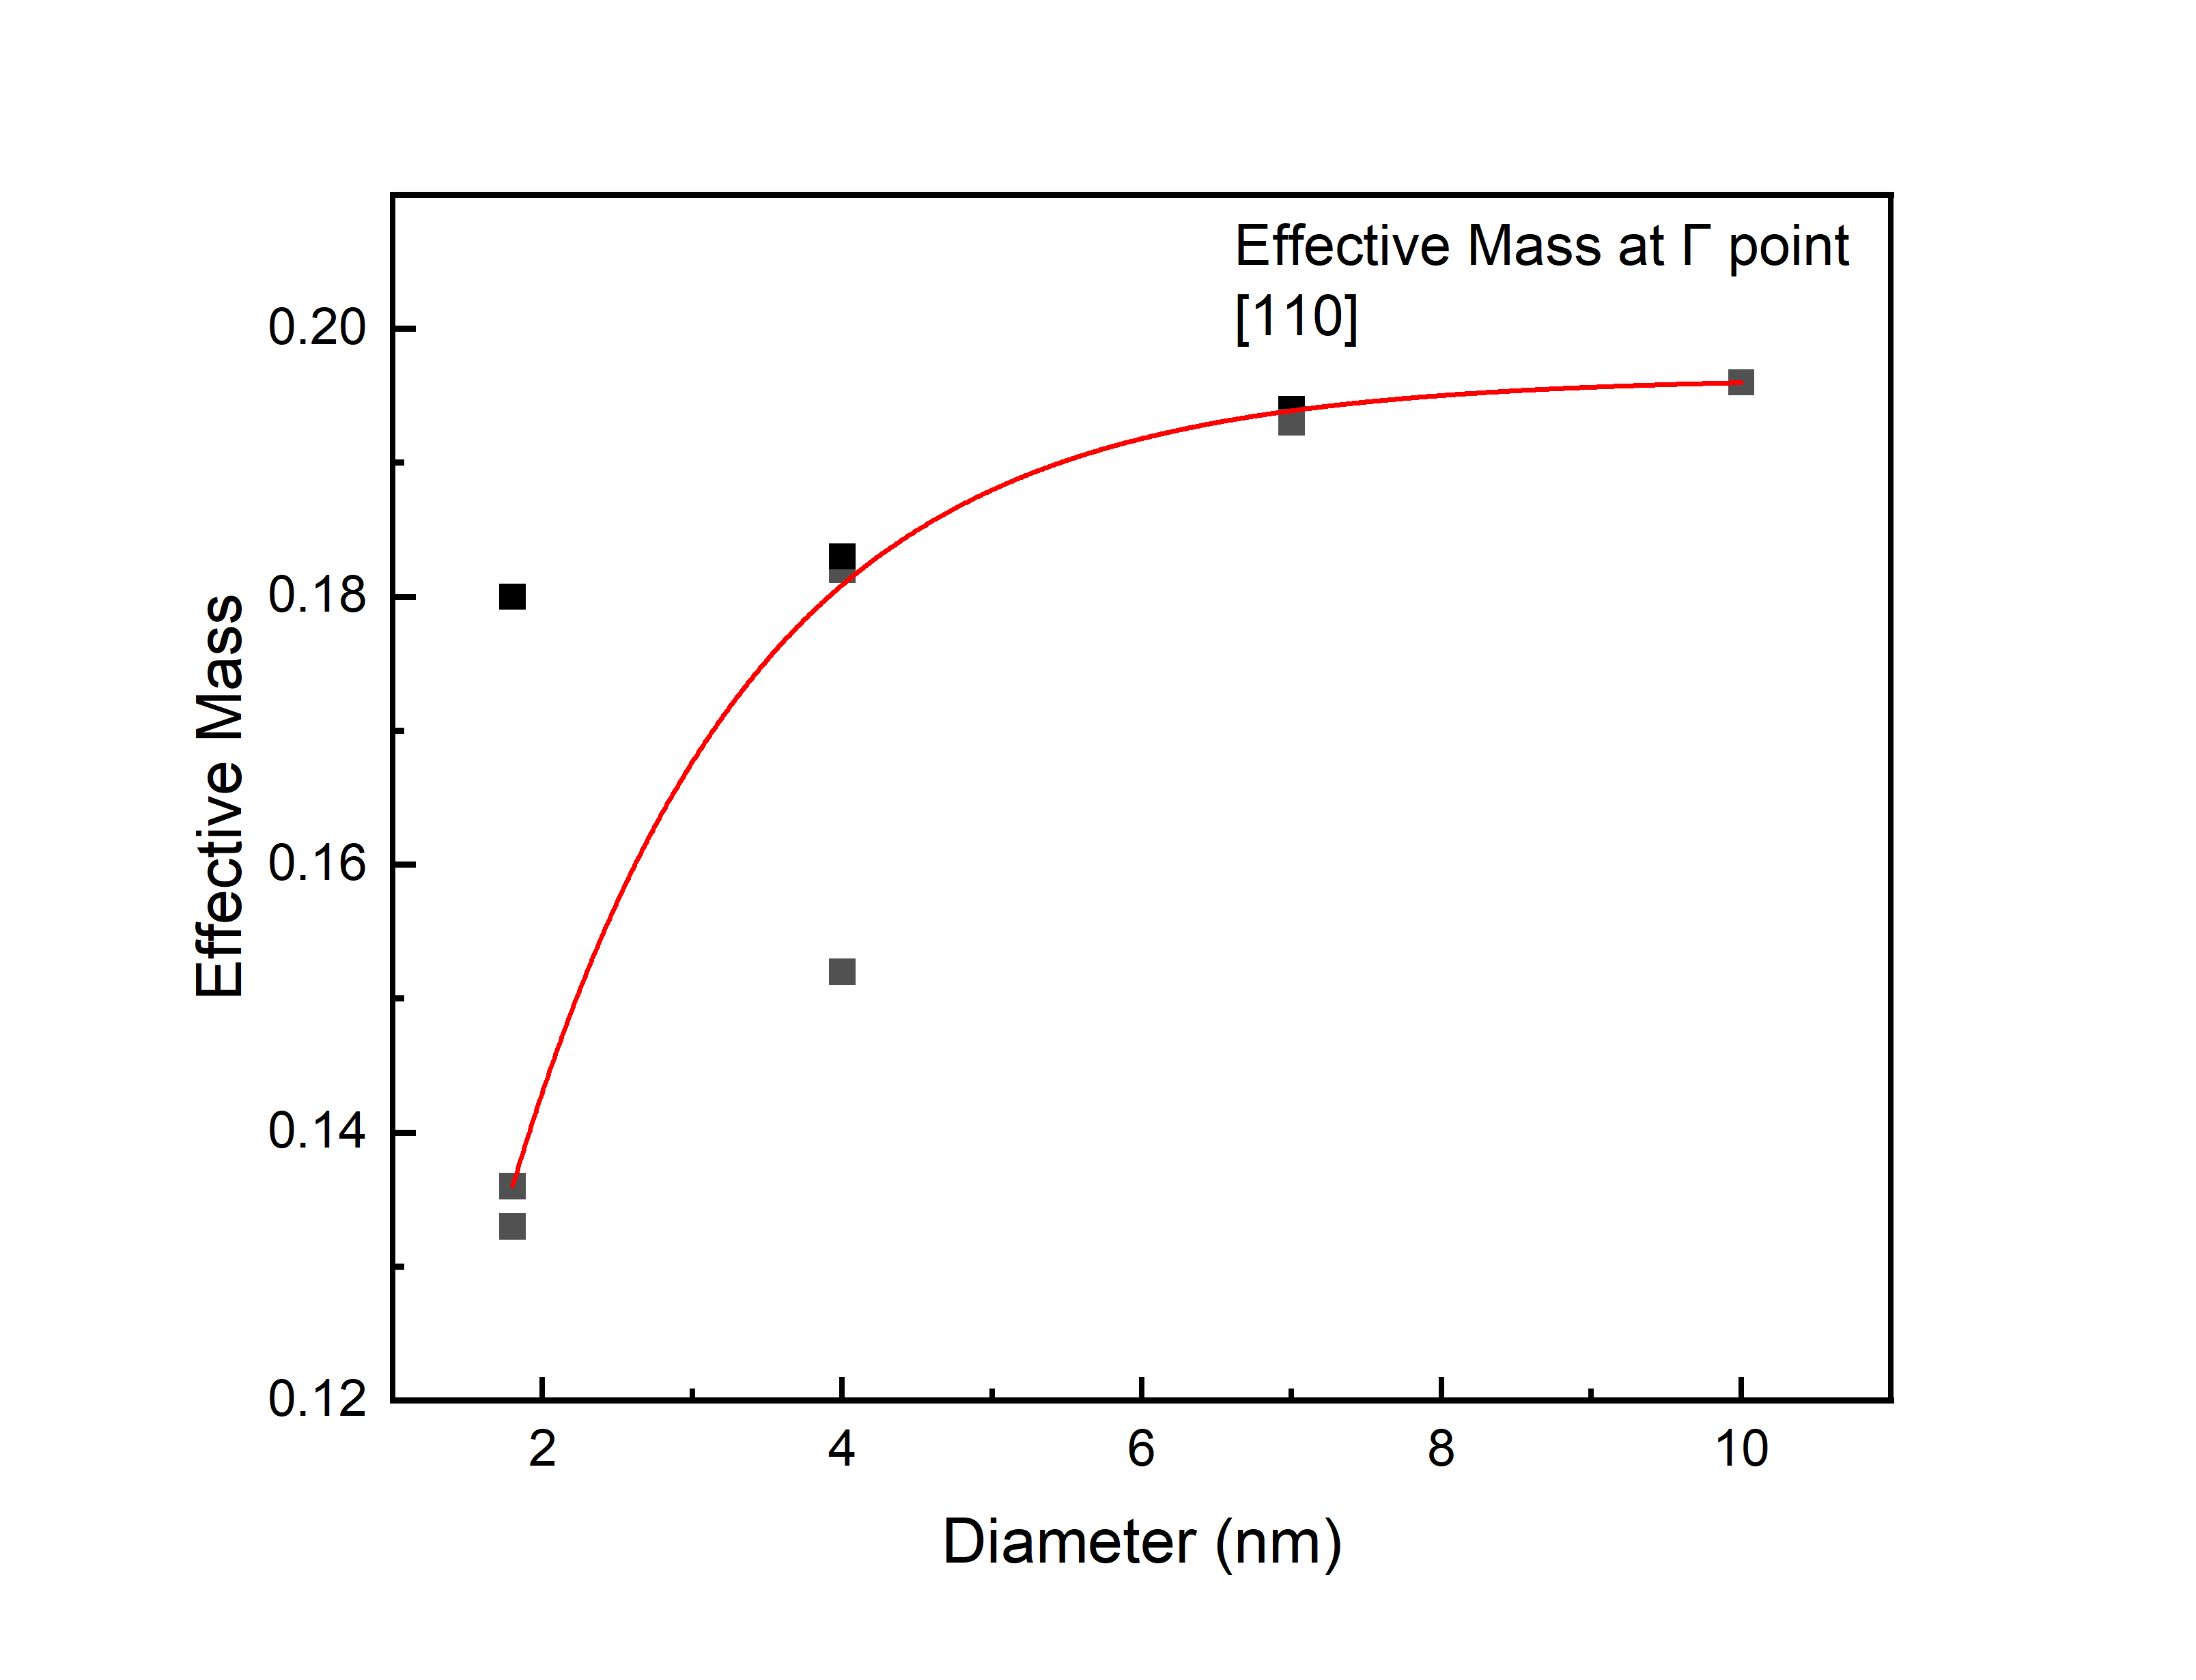 Effective Mass at Γ point
[110]
0.20
0.18
0.16
0.14
0.12
Effective Mass
2 4 6 8 10
Diameter (nm)